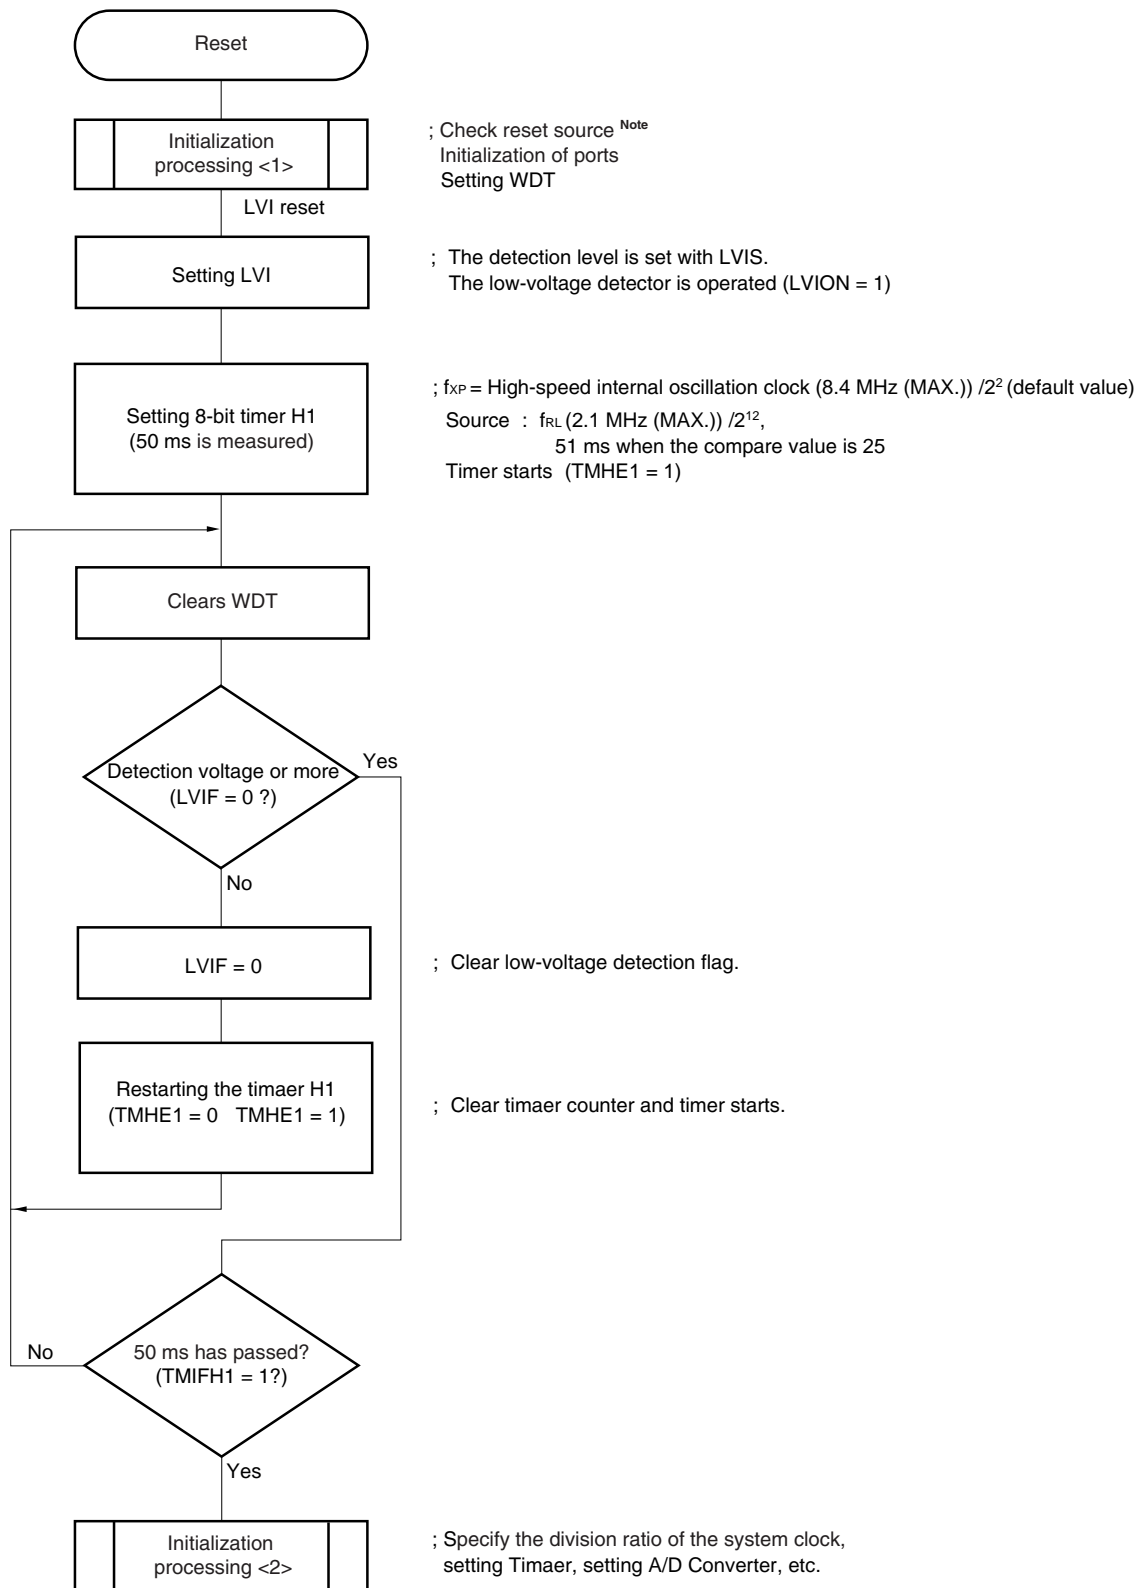 Reset
Initialization
processing <1>
; Check reset source Note
Initialization of ports
Setting WDT
LVI reset
Setting LVI
; The detection level is set with LVIS.
The low-voltage detector is operated (LVION = 1)
Setting 8-bit timer H1
(50 ms is measured)
; fXP = High-speed internal oscillation clock (8.4 MHz (MAX.)) /2² (default value)
Source : fRL (2.1 MHz (MAX.)) /2¹²,
51 ms when the compare value is 25
Timer starts (TMHE1 = 1)
Clears WDT
Detection voltage or more
(LVIF = 0 ?)
Yes
No
LVIF = 0
; Clear low-voltage detection flag.
Restarting the timaer H1
(TMHE1 = 0 TMHE1 = 1)
; Clear timaer counter and timer starts.
50 ms has passed?
(TMIFH1 = 1?)
No
Yes
Initialization
processing <2>
; Specify the division ratio of the system clock,
setting Timaer, setting A/D Converter, etc.